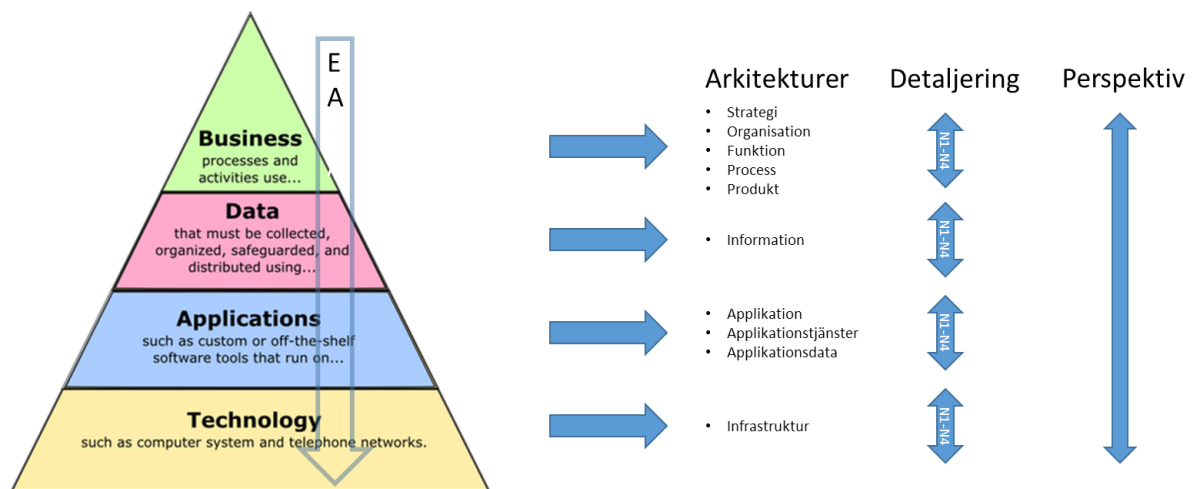 E
A
Business
processes and
activities use...
Data
that must be collected,
organized, safeguarded, and
distributed using...
Applications
such as custom or off-the-shelf
software tools that run on...
Technology
such as computer system and telephone networks.
Arkitekturer
• Strategi
• Organisation
• Funktion
• Process
• Produkt
• Information
• Applikation
• Applikationstjänster
• Applikationsdata
• Infrastruktur
Detaljering
N1-N4
N1-N4
N1-N4
N1-N4
Perspektiv